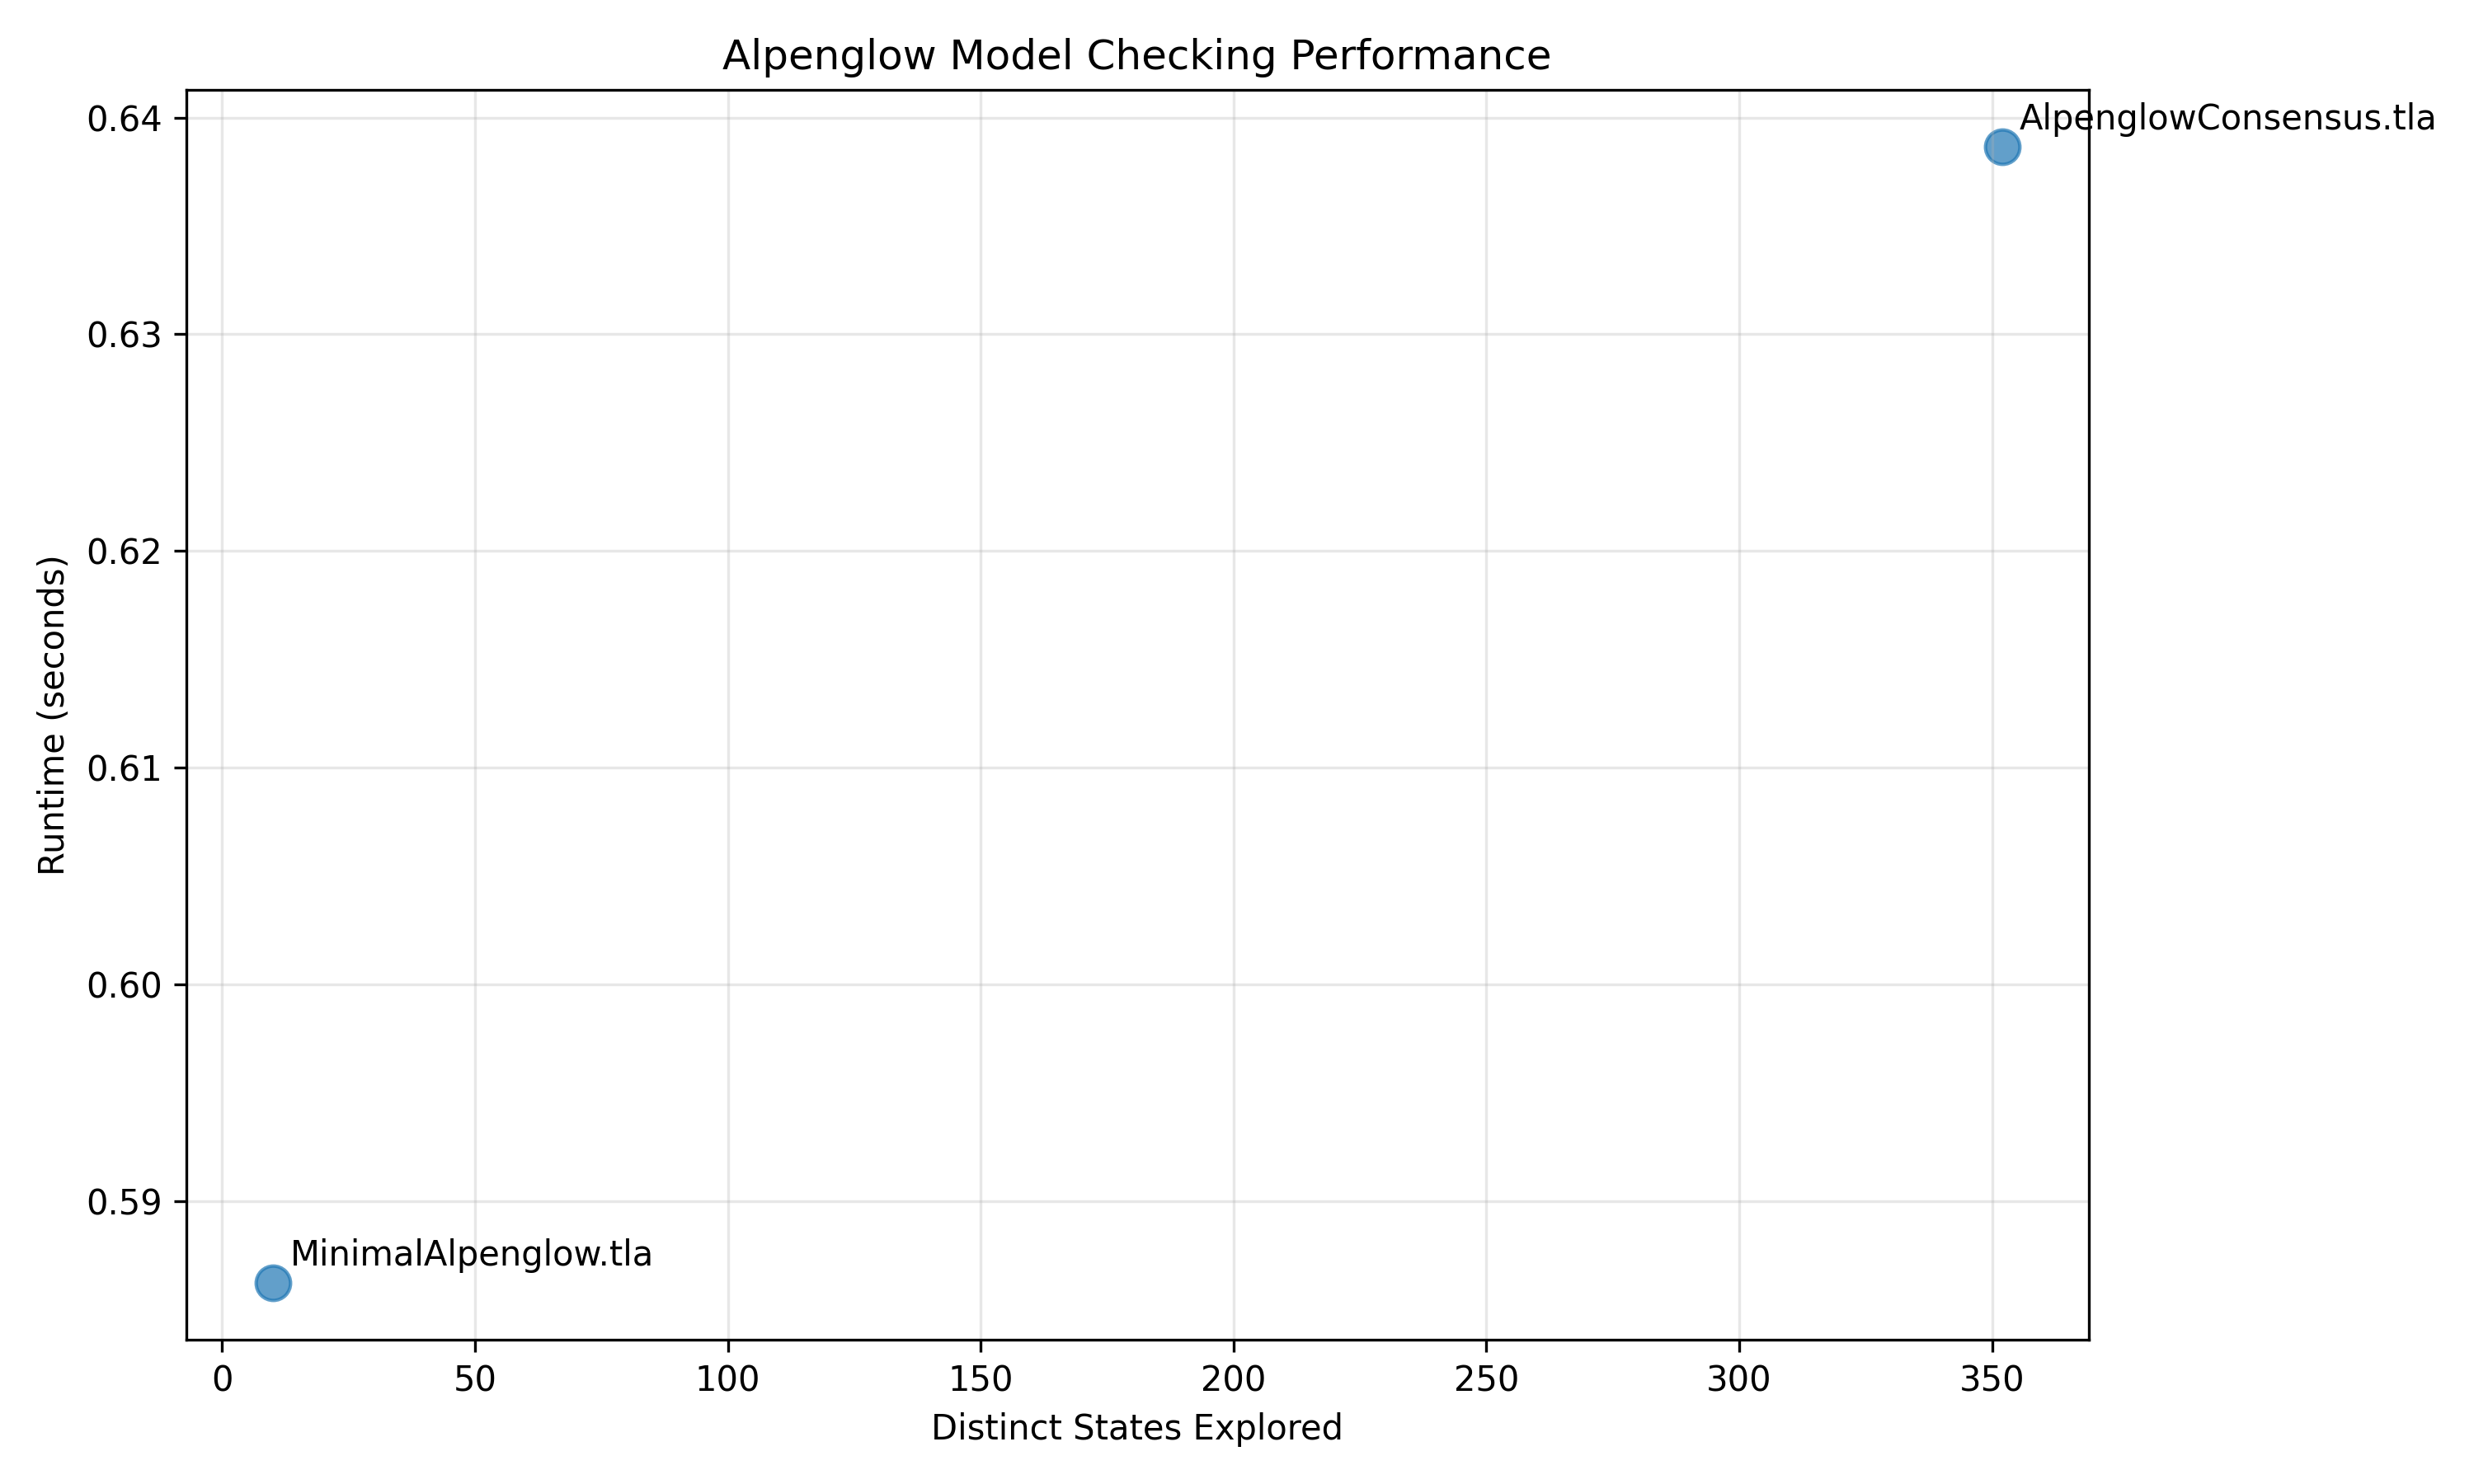 Alpenglow Model Checking Performance
0.64
AlpenglowConsensus.tla
0.63
0.62
0.61
0.60
0.59
Runtime (seconds)
MinimalAlpenglow.tla
0 50 100 150 200 250 300 350
Distinct States Explored